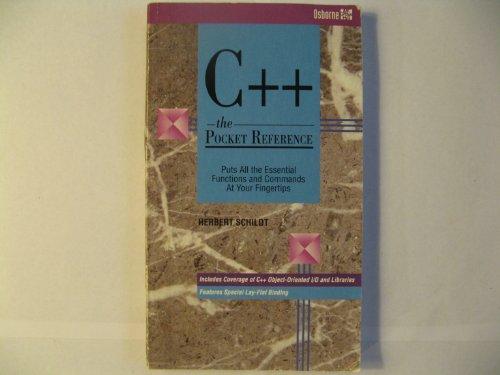 Osborne
C++
the
POCKET REFERENCE
Puts All the Essential
Functions and Commands
At Your Fingertips
HERBERT SCHILDT
Includes Coverage of C++ Object-Oriented I/O and Libraries
Features Special Lay-Flat Binding